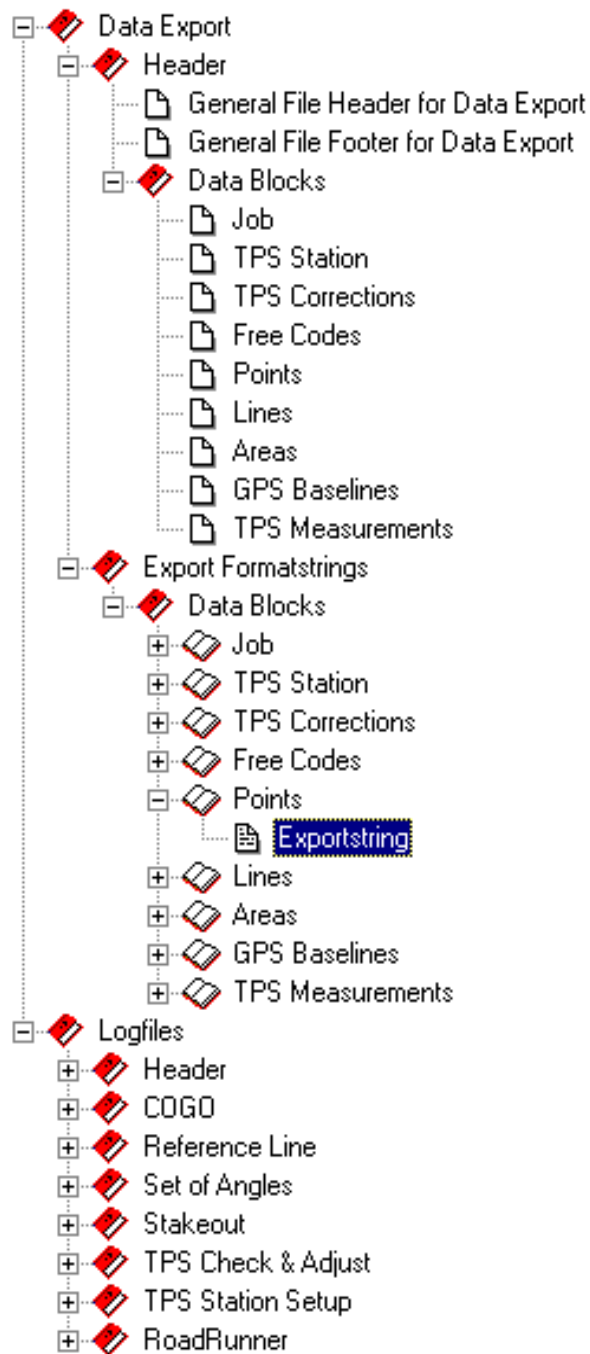 Data Export
Header
General File Header for Data Export
General File Footer for Data Export
Data Blocks
Job
TPS Station
TPS Corrections
Free Codes
Points
Lines
Areas
GPS Baselines
TPS Measurements
Export Formatstrings
Data Blocks
Job
TPS Station
TPS Corrections
Free Codes
Points
Exportstring
Lines
Areas
GPS Baselines
TPS Measurements
Logfiles
Header
COGO
Reference Line
Set of Angles
Stakeout
TPS Check & Adjust
TPS Station Setup
RoadRunner